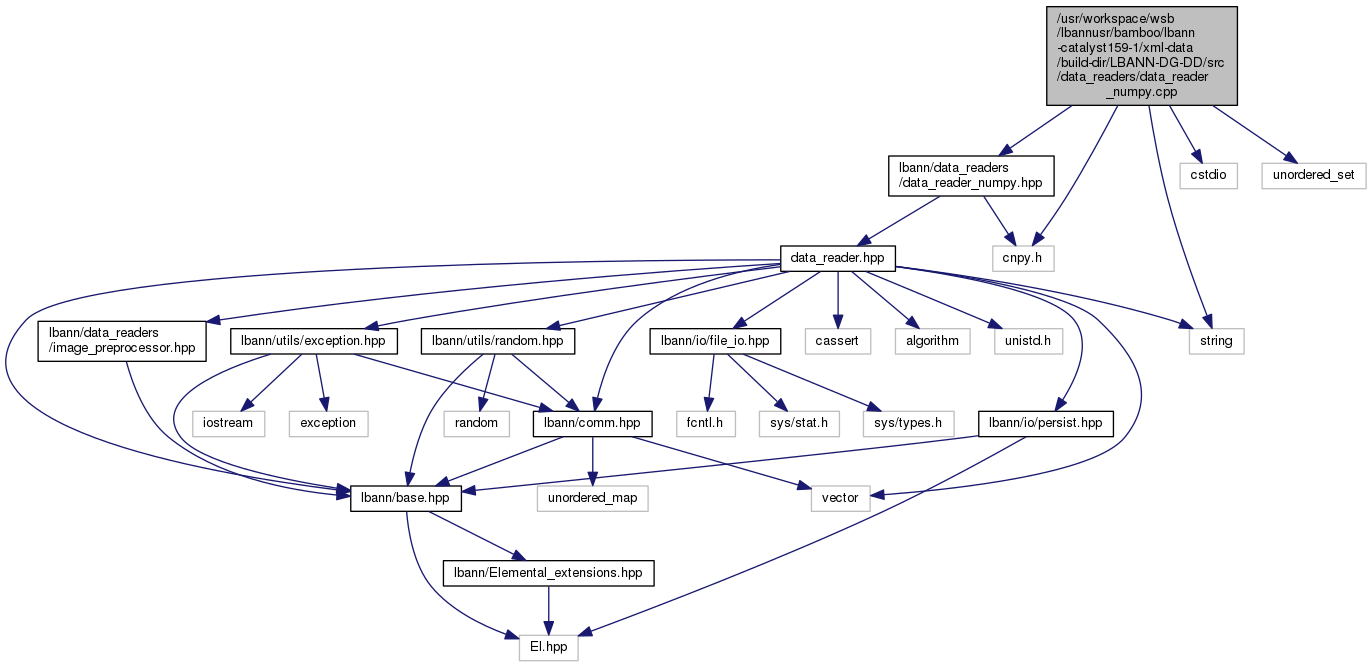 /usr/workspace/wsb
/lbannusr/bamboo/lbann
-catalyst159-1/xml-data
/build-dir/LBANN-DG-DD/src
/data_readers/data_reader
_numpy.cpp
lbann/data_readers
/data_reader_numpy.hpp
cstdio
unordered_set
data_reader.hpp
cnpy.h
lbann/data_readers
/image_preprocessor.hpp
lbann/utils/exception.hpp
lbann/utils/random.hpp
lbann/io/file_io.hpp
cassert
algorithm
unistd.h
string
iostream
exception
random
lbann/comm.hpp
fcntl.h
sys/stat.h
sys/types.h
lbann/io/persist.hpp
lbann/base.hpp
unordered_map
vector
lbann/Elemental_extensions.hpp
El.hpp